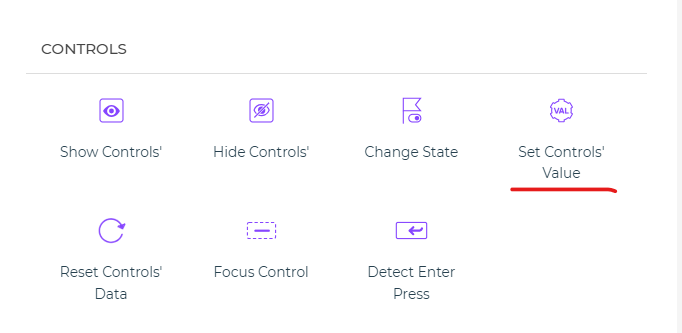 CONTROLS
VAL
Show Controls'
Hide Controls'
Change State
Set Controls'
Value
Reset Controls'
Data
Focus Control
Detect Enter
Press